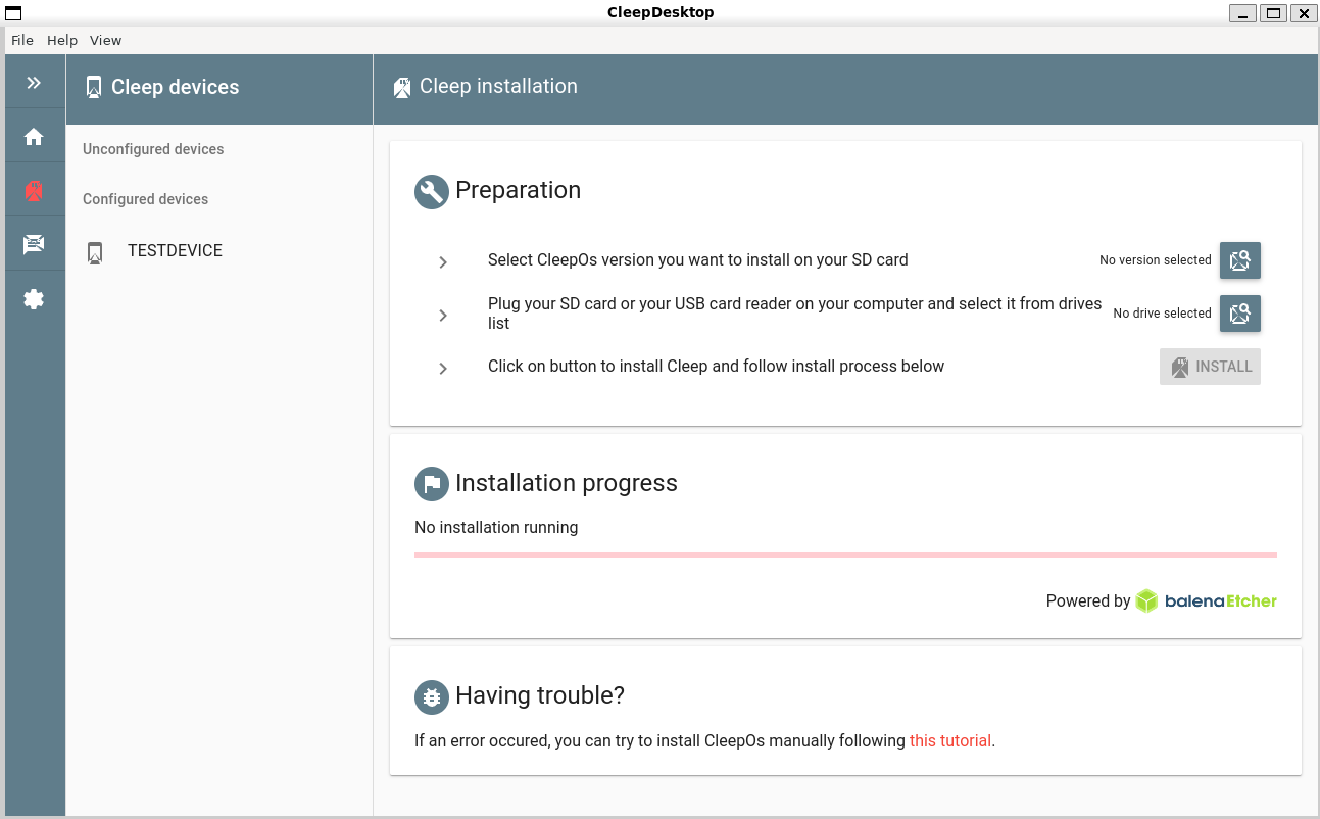 CleepDesktop
File Help View
Cleep devices
Cleep installation
Unconfigured devices
Configured devices
TESTDEVICE
Preparation
Select CleepOs version you want to install on your SD card
No version selected
Plug your SD card or your USB card reader on your computer and select it from drives
list
No drive selected
Click on button to install Cleep and follow install process below
INSTALL
Installation progress
No installation running
Powered by balenaEtcher
Having trouble?
If an error occured, you can try to install CleepOs manually following this tutorial.